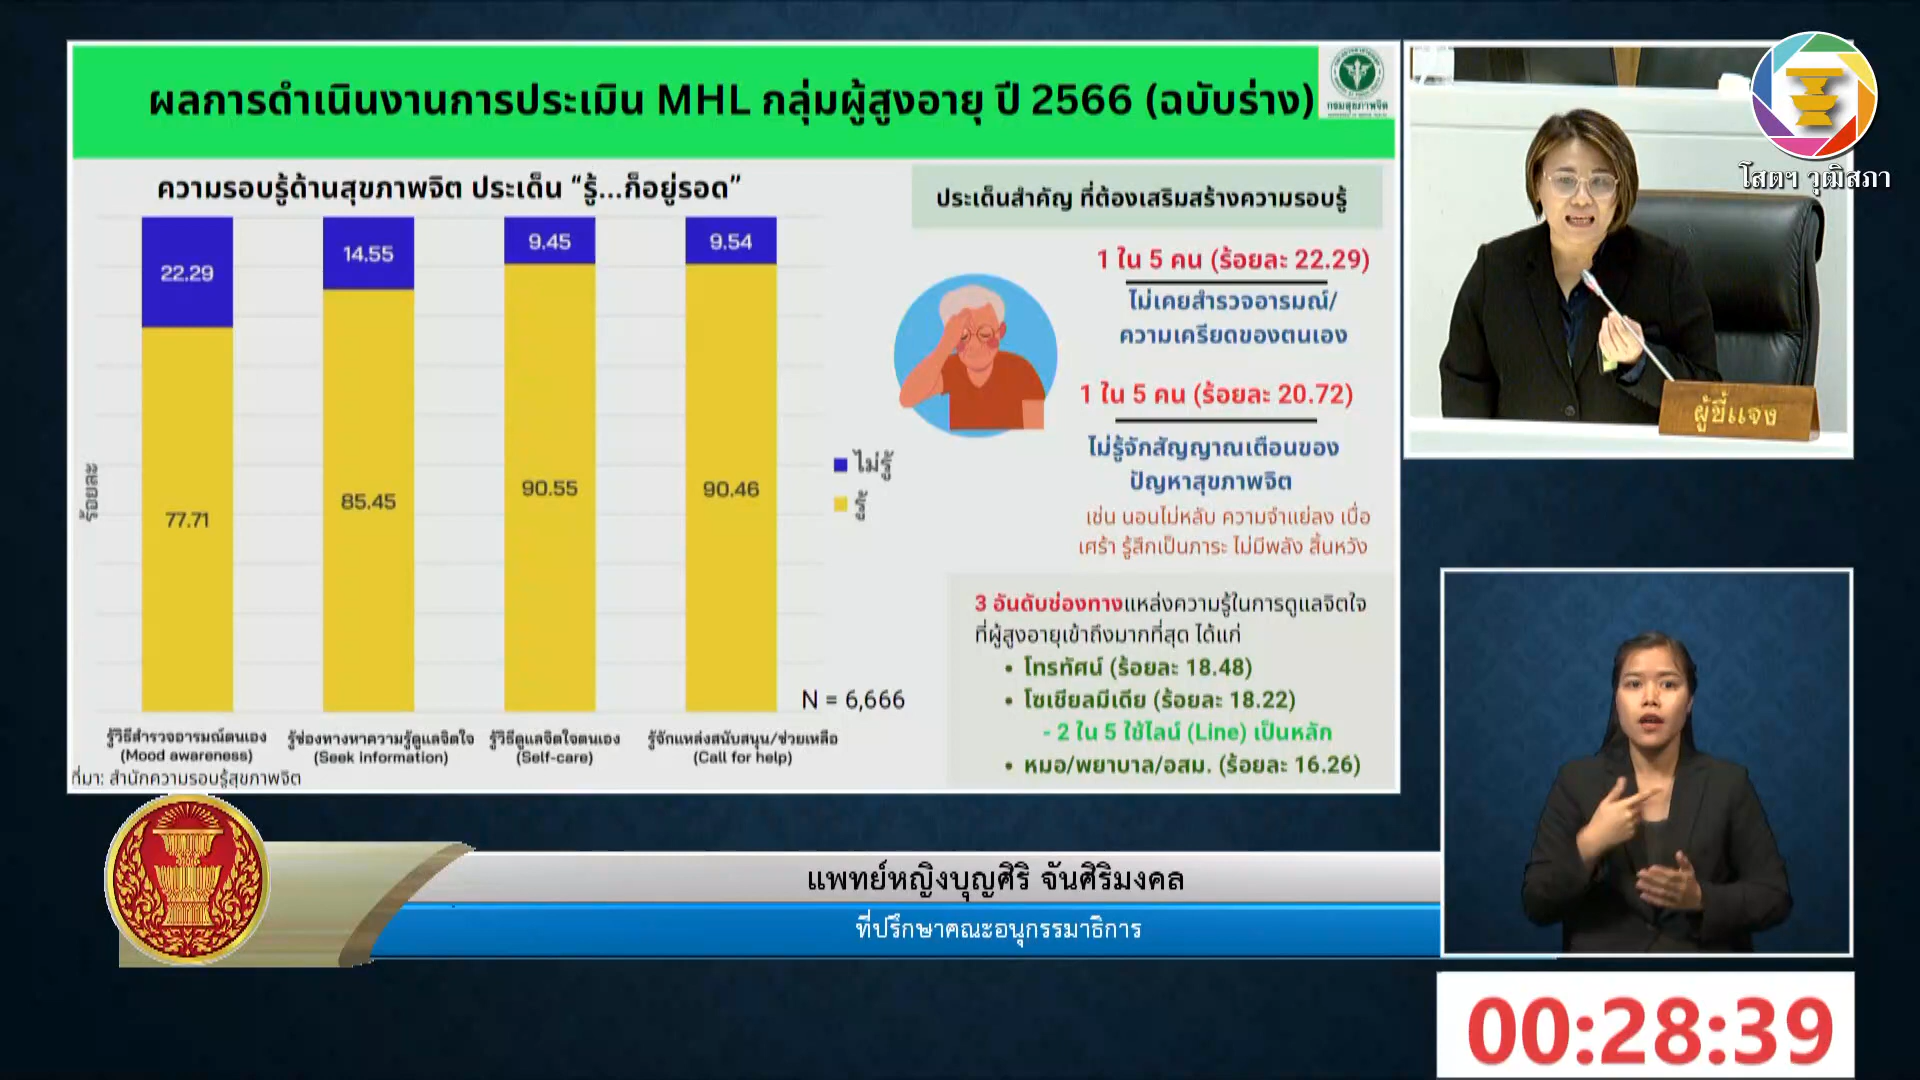 ผลการดำเนินงานการประเมิน MHL กลุ่มผู้สูงอายุ ปี 2566 (ฉบับร่าง)
กรมสุขภาพจิต
ความรอบรู้ด้านสุขภาพจิต ประเด็น “รู้...ก็อยู่รอด”
22.29
14.55
9.45
9.54
77.71
85.45
90.55
90.46
ร้อยละ
N = 6,666
รู้วิธีสำรวจอารมณ์ตนเอง
(Mood awareness)
รู้ช่องทางหาความรู้ดูแลจิตใจ
(Seek Information)
รู้วิธีดูแลจิตใจตนเอง
(Self-care)
รู้จักแหล่งสนับสนุน/ช่วยเหลือ
(Call for help)
ที่มา: สำนักความรอบรู้สุขภาพจิต
ประเด็นสำคัญ ที่ต้องเสริมสร้างความรอบรู้
1 ใน 5 คน (ร้อยละ 22.29)
ไม่เคยสำรวจอารมณ์/
ความเครียดของตนเอง
1 ใน 5 คน (ร้อยละ 20.72)
ไม่รู้จักสัญญาณเตือนของ
ปัญหาสุขภาพจิต
เช่น นอนไม่หลับ ความจำแย่ลง เบื่อ
เศร้า รู้สึกเป็นภาระ ไม่มีพลัง สิ้นหวัง
3 อันดับช่องทางแหล่งความรู้ในการดูแลจิตใจ
ที่ผู้สูงอายุเข้าถึงมากที่สุด ได้แก่
• โทรทัศน์ (ร้อยละ 18.48)
• โซเชียลมีเดีย (ร้อยละ 18.22)
- 2 ใน 5 ใช้ไลน์ (Line) เป็นหลัก
• หมอ/พยาบาล/อสม. (ร้อยละ 16.26)
โสตฯ วุฒิสภา
ผู้ชี้แจง
แพทย์หญิงบุญศิริ จันศิริมงคล
ที่ปรึกษาคณะอนุกรรมาธิการ
00:28:39